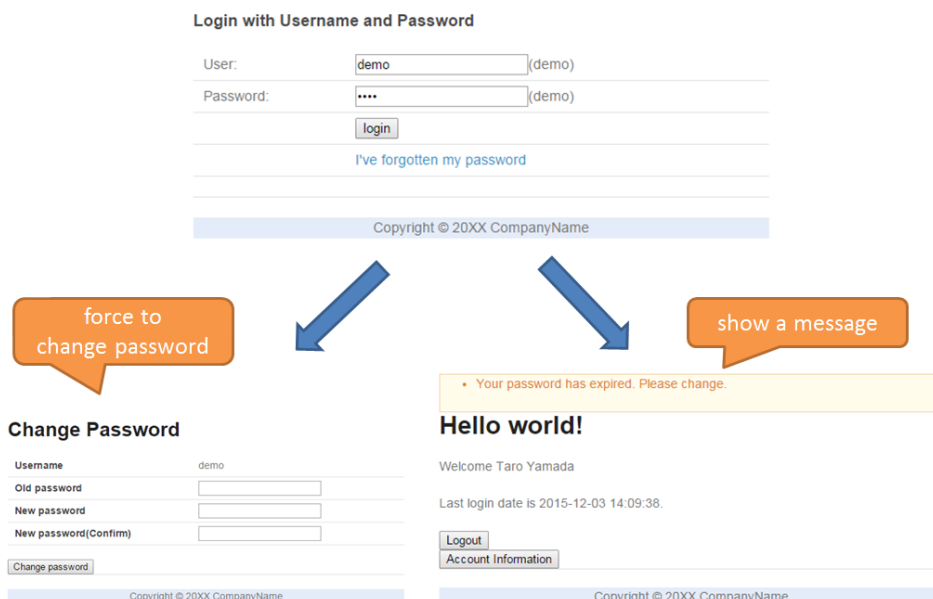 Login with Username and Password
User: demo (demo)
Password: •••• (demo)
login
I've forgotten my password
Copyright © 20XX CompanyName
force to
change password
show a message
• Your password has expired. Please change.
Change Password
Username demo
Old password
New password
New password(Confirm)
Change password
Copyright © 20XX CompanyName
Hello world!
Welcome Taro Yamada
Last login date is 2015-12-03 14:09:38.
Logout
Account Information
Copyright © 20XX CompanyName